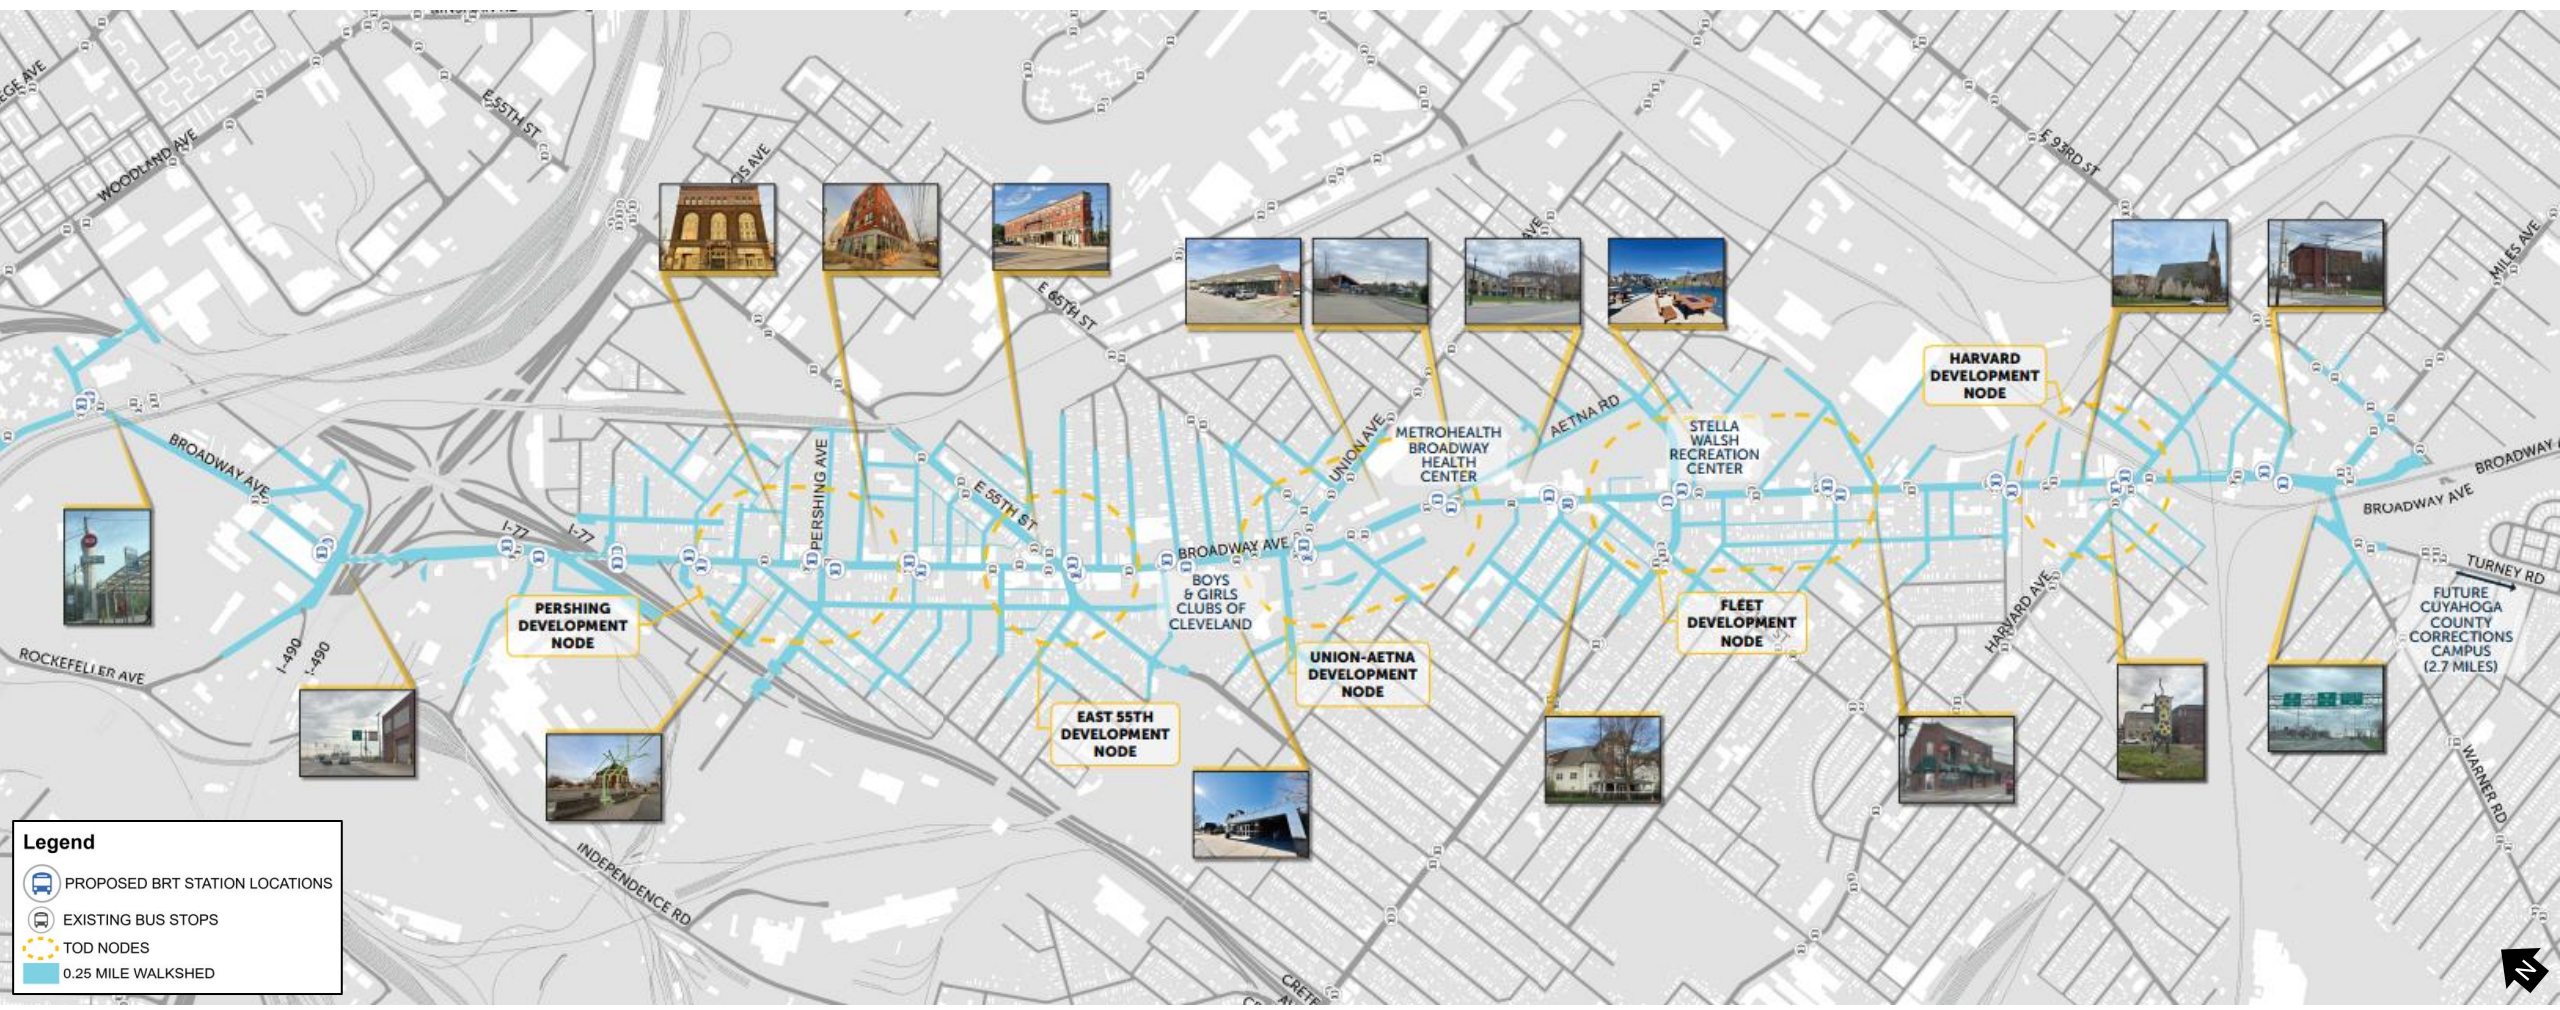 E 55TH ST
WOODLAND AVE
CIS AVE
E 93RD ST
MILES AVE
E 65TH ST
AVE
HARVARD
DEVELOPMENT
NODE
BROADWAY AVE
PERSHING AVE
E 55TH ST
UNION AVE
METROHEALTH
BROADWAY
HEALTH
CENTER
AETNA RD
STELLA
WALSH
RECREATION
CENTER
BROADWAY
BROADWAY AVE
I-77
I-77
BROADWAY AVE
BOYS
& GIRLS
CLUBS OF
CLEVELAND
PERSHING
DEVELOPMENT
NODE
FLEET
DEVELOPMENT
NODE
ST
HARVARD AVE
TURNEY RD
FUTURE
CUYAHOGA
COUNTY
CORRECTIONS
CAMPUS
(2.7 MILES)
ROCKEFELLER AVE
I-490
I-490
UNION-AETNA
DEVELOPMENT
NODE
EAST 55TH
DEVELOPMENT
NODE
WARNER RD
INDEPENDENCE RD
Legend
PROPOSED BRT STATION LOCATIONS
EXISTING BUS STOPS
TOD NODES
0.25 MILE WALKSHED
N